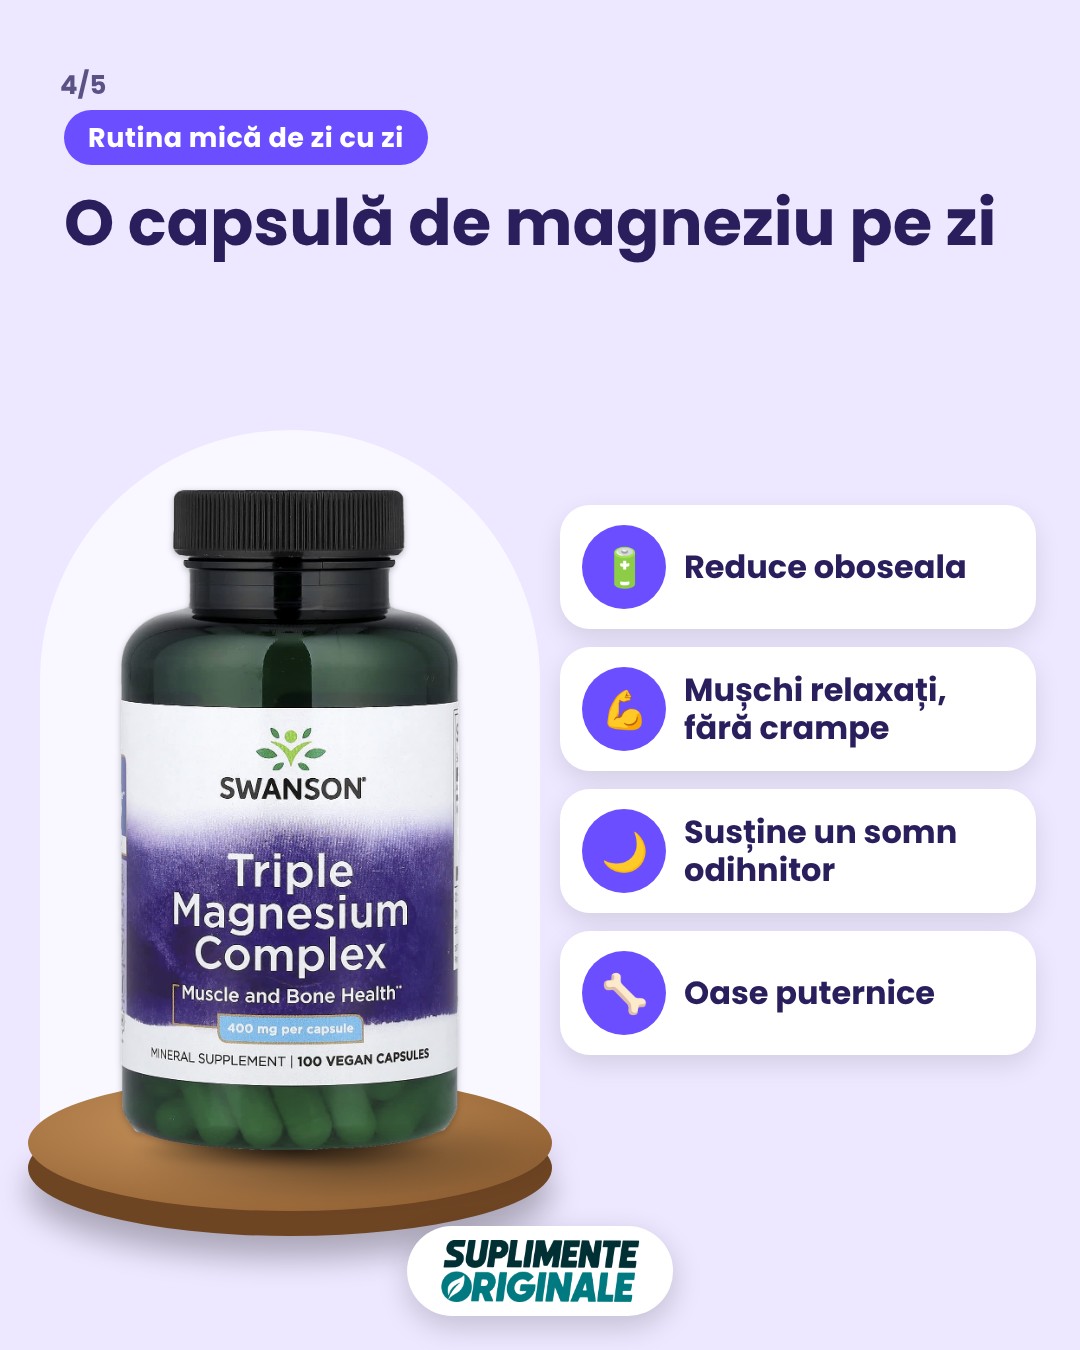 4/5
Rutina mică de zi cu zi
O capsulă de magneziu pe zi
SWANSON
Triple
Magnesium
Complex
Muscle and Bone Health
400 mg per capsule
MINERAL SUPPLEMENT | 100 VEGAN CAPSULES
Reduce oboseala
Mușchi relaxați,
fără crampe
Susține un somn
odihnitor
Oase puternice
SUPLIMENTE
ORIGINALE